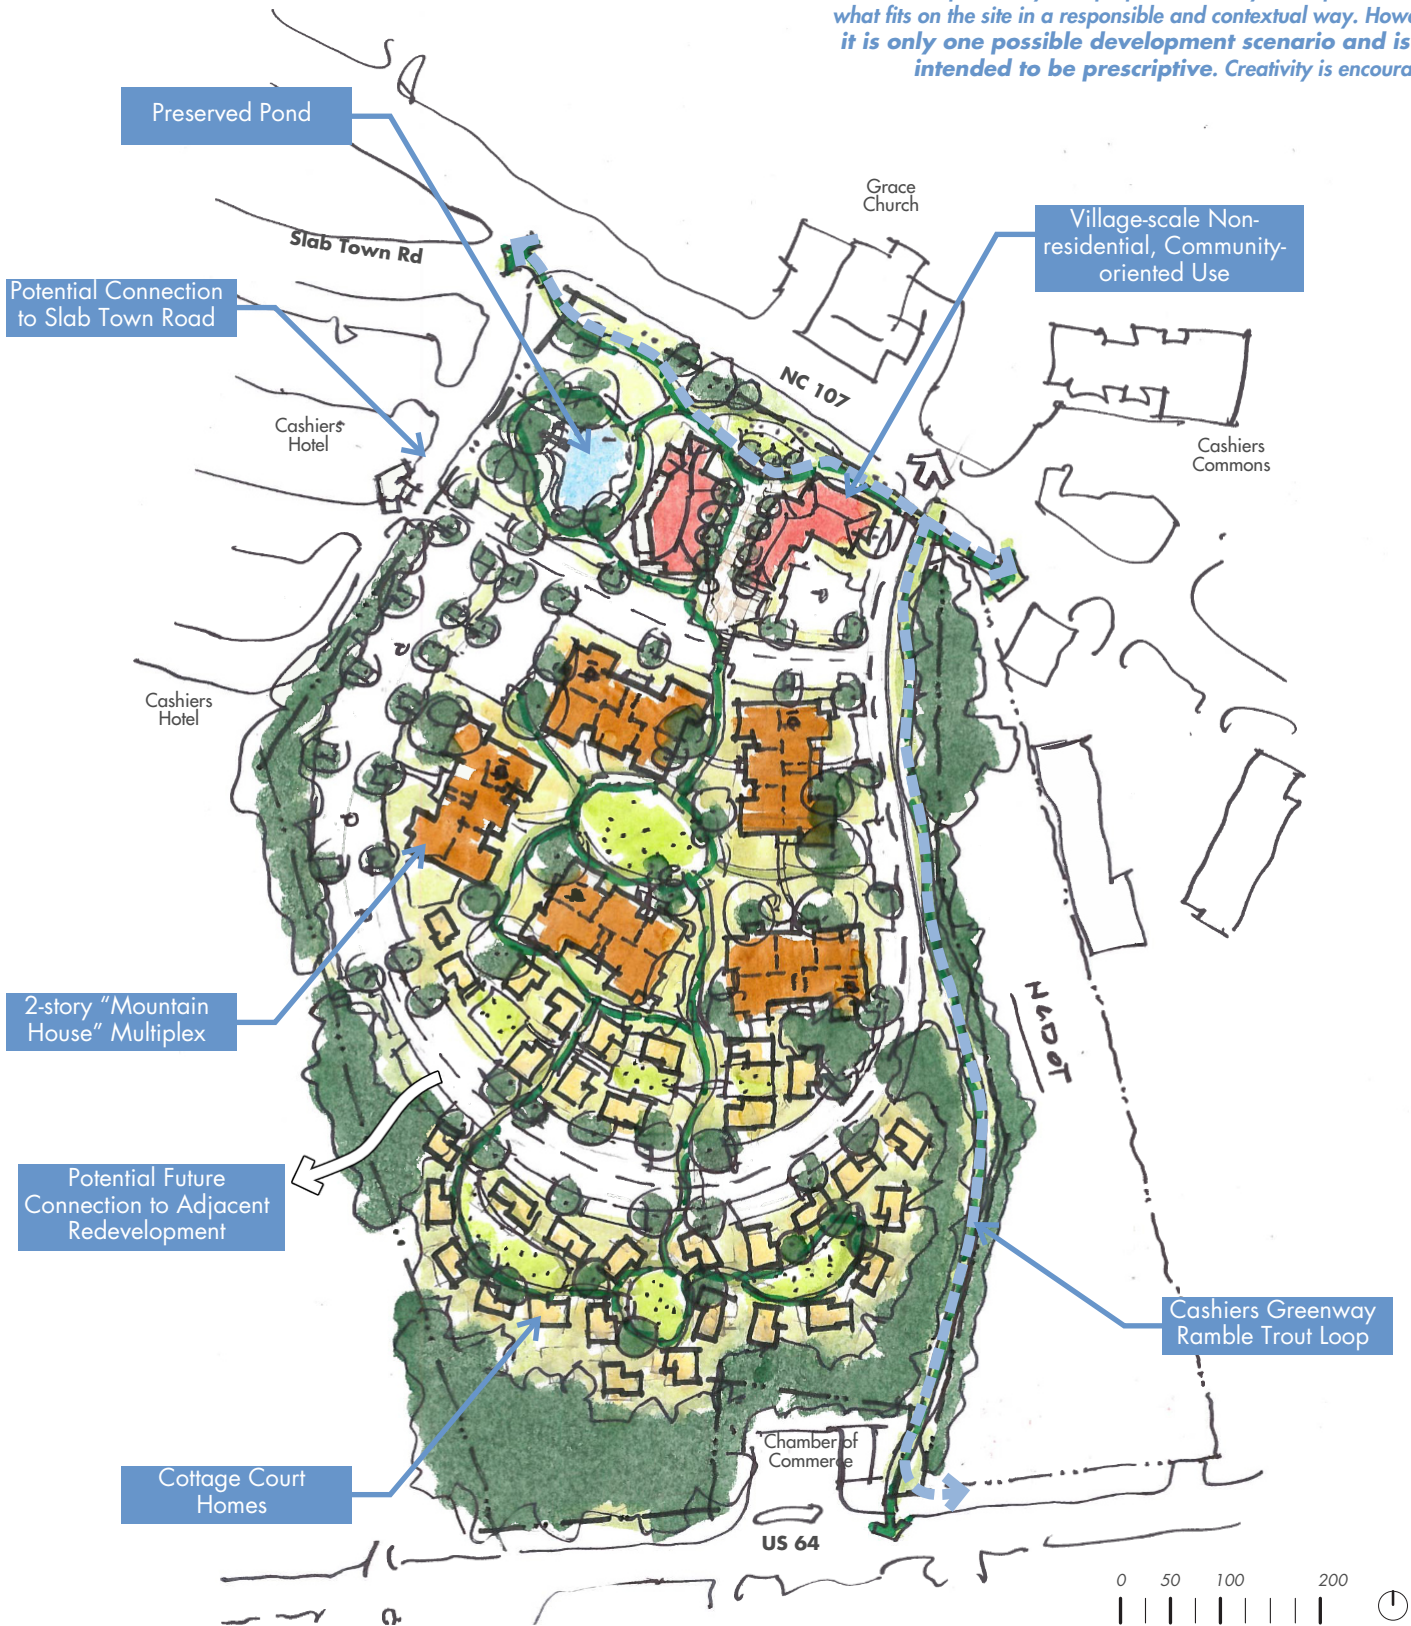 what fits on the site in a responsible and contextual way. Howe
it is only one possible development scenario and is
intended to be prescriptive. Creativity is encoura
Preserved Pond
Grace
Church
Village-scale Non-
residential, Community-
oriented Use
Slab Town Rd
Potential Connection
to Slab Town Road
NC 107
Cashiers
Hotel
Cashiers
Commons
Cashiers
Hotel
2-story “Mountain
House” Multiplex
NCDOT
Potential Future
Connection to Adjacent
Redevelopment
Cashiers Greenway
Ramble Trout Loop
Chamber of
Commerce
Cottage Court
Homes
US 64
0 50 100 200